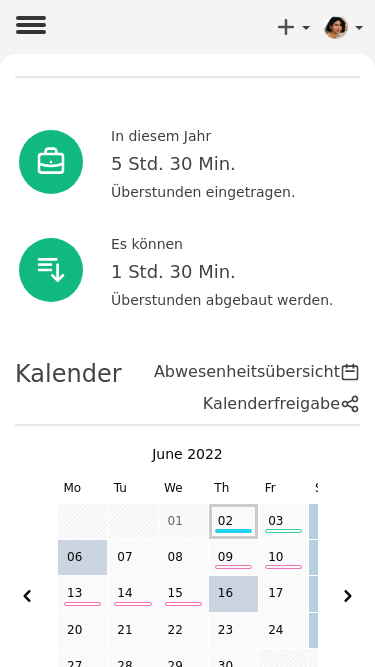 In diesem Jahr
5 Std. 30 Min.
Überstunden eingetragen.
Es können
1 Std. 30 Min.
Überstunden abgebaut werden.
Kalender
Abwesenheitsübersicht
Kalenderfreigabe
June 2022
Mo Tu We Th Fr
01 02 03
06 07 08 09 10
13 14 15 16 17
20 21 22 23 24
27 28 29 30